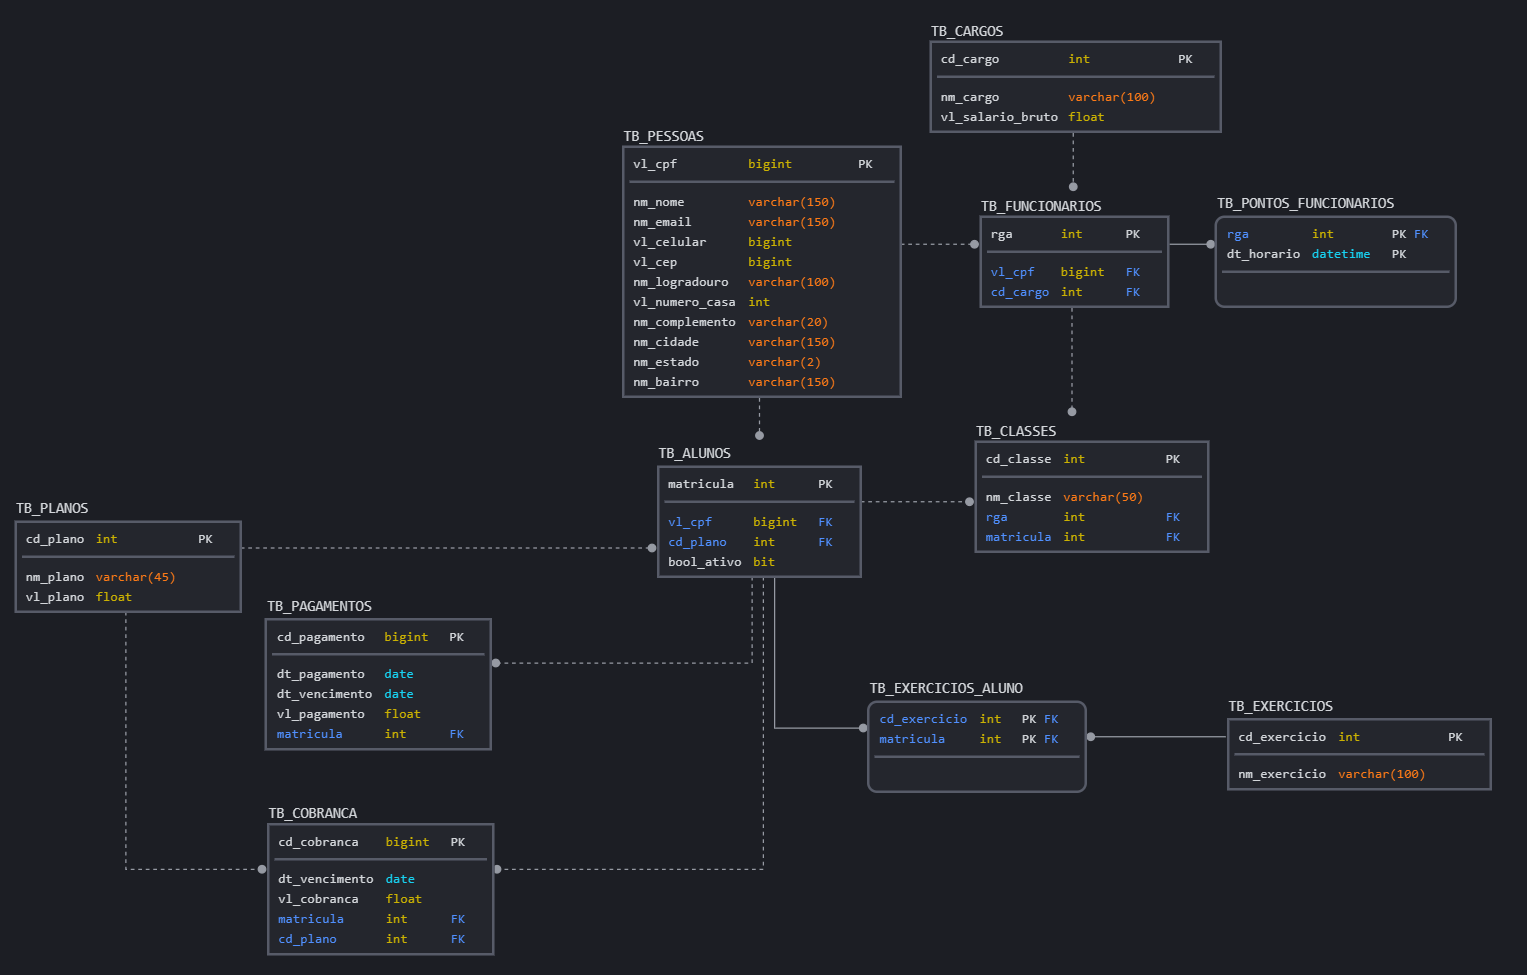 TB_CARGOS
cd_cargo int PK
nm_cargo varchar(100)
vl_salario_bruto float
TB_PESSOAS
vl_cpf bigint PK
nm_nome varchar(150)
nm_email varchar(150)
vl_celular bigint
vl_cep bigint
nm_logradouro varchar(100)
vl_numero_casa int
nm_complemento varchar(20)
nm_cidade varchar(150)
nm_estado varchar(2)
nm_bairro varchar(150)
TB_FUNCIONARIOS
rga int PK
vl_cpf bigint FK
cd_cargo int FK
TB_PONTOS_FUNCIONARIOS
rga int PK FK
dt_horario datetime PK
TB_ALUNOS
matricula int PK
vl_cpf bigint FK
cd_plano int FK
bool_ativo bit
TB_CLASSES
cd_classe int PK
nm_classe varchar(50)
rga int FK
matricula int FK
TB_PLANOS
cd_plano int PK
nm_plano varchar(45)
vl_plano float
TB_PAGAMENTOS
cd_pagamento bigint PK
dt_pagamento date
dt_vencimento date
vl_pagamento float
matricula int FK
TB_EXERCICIOS_ALUNO
cd_exercicio int PK FK
matricula int PK FK
TB_EXERCICIOS
cd_exercicio int PK
nm_exercicio varchar(100)
TB_COBRANCA
cd_cobranca bigint PK
dt_vencimento date
vl_cobranca float
matricula int FK
cd_plano int FK